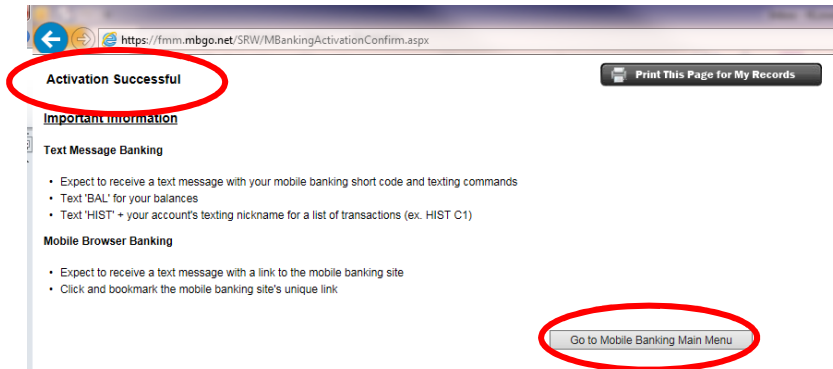 https://fmm.mbgo.net/SRW/MBankingActivationConfirm.aspx
Activation Successful
Print This Page for My Records
Important Information
Text Message Banking
• Expect to receive a text message with your mobile banking short code and texting commands
• Text 'BAL' for your balances
• Text 'HIST' + your account's texting nickname for a list of transactions (ex. HIST C1)
Mobile Browser Banking
• Expect to receive a text message with a link to the mobile banking site
• Click and bookmark the mobile banking site's unique link
Go to Mobile Banking Main Menu